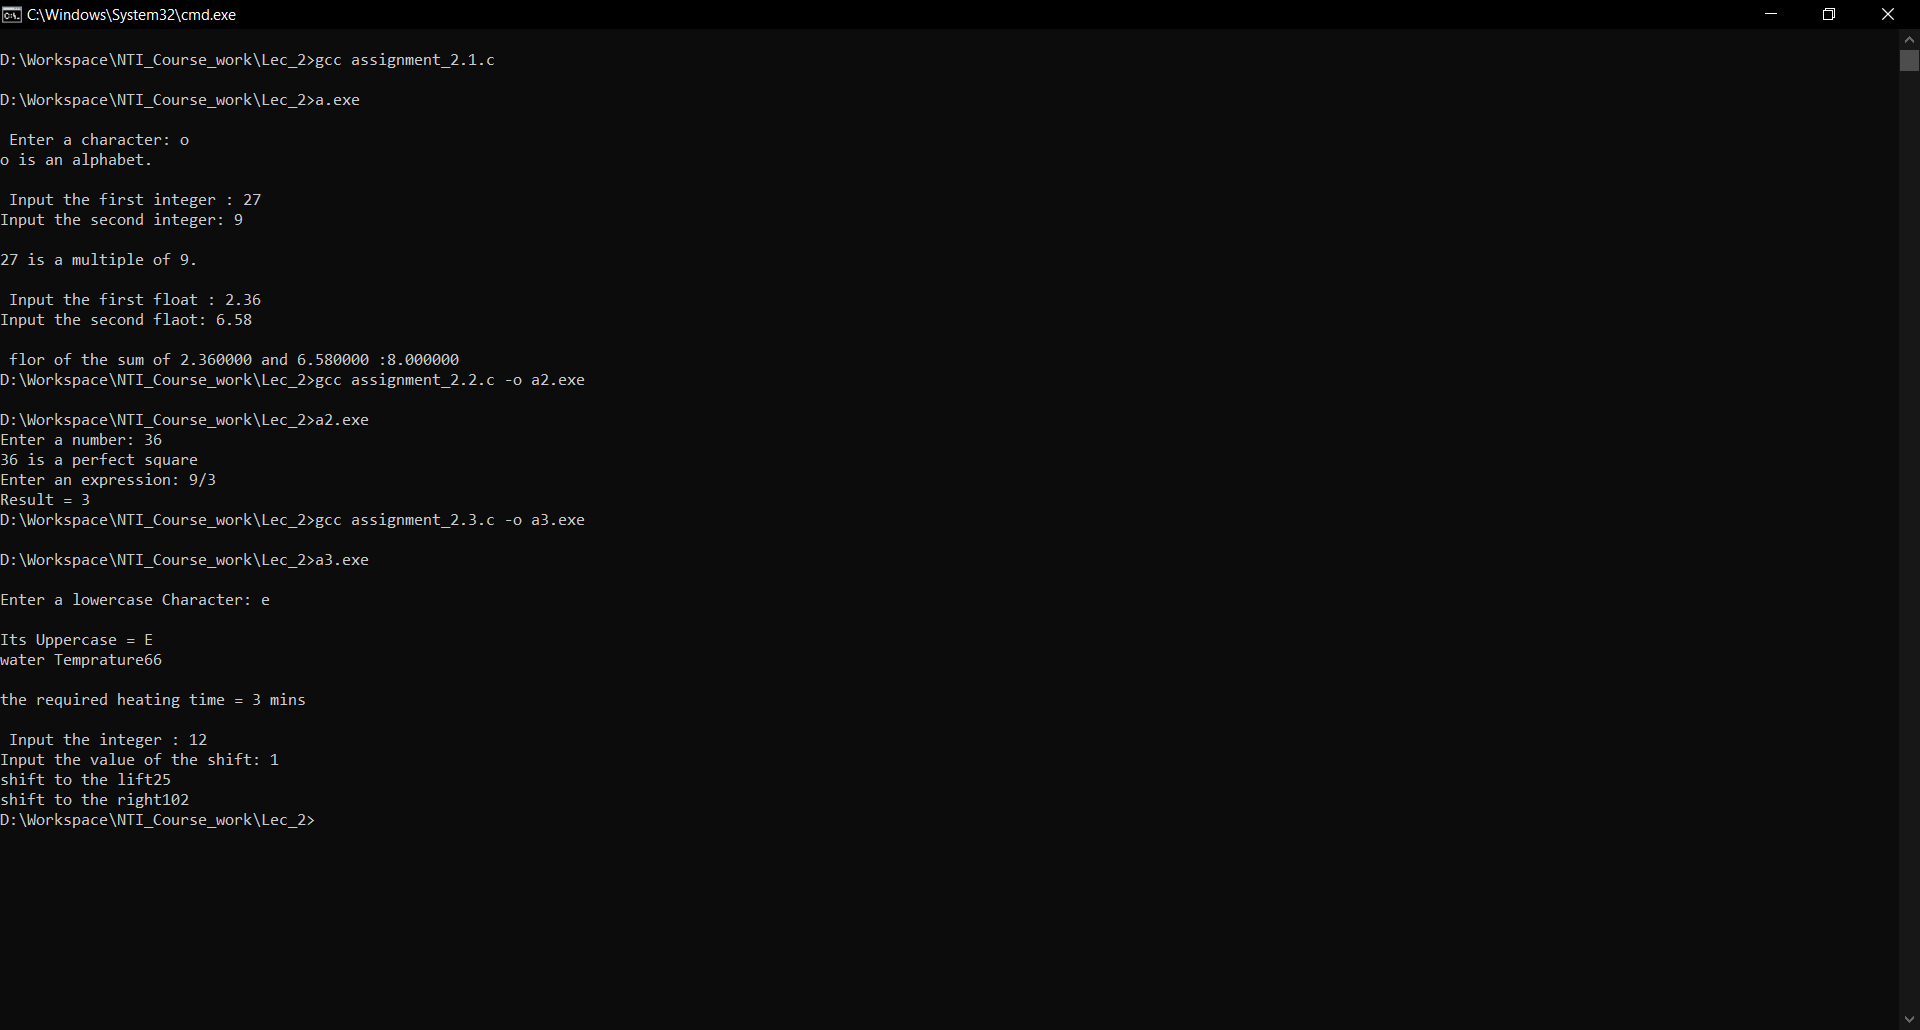 C:\Windows\System32\cmd.exe
D:\Workspace\NTI_Course_work\Lec_2>gcc assignment_2.1.c
D:\Workspace\NTI_Course_work\Lec_2>a.exe
Enter a character: o
o is an alphabet.
Input the first integer : 27
Input the second integer: 9
27 is a multiple of 9.
Input the first float : 2.36
Input the second flaot: 6.58
flor of the sum of 2.360000 and 6.580000 :8.000000
D:\Workspace\NTI_Course_work\Lec_2>gcc assignment_2.2.c -o a2.exe
D:\Workspace\NTI_Course_work\Lec_2>a2.exe
Enter a number: 36
36 is a perfect square
Enter an expression: 9/3
Result = 3
D:\Workspace\NTI_Course_work\Lec_2>gcc assignment_2.3.c -o a3.exe
D:\Workspace\NTI_Course_work\Lec_2>a3.exe
Enter a lowercase Character: e
Its Uppercase = E
water Temprature66
the required heating time = 3 mins
Input the integer : 12
Input the value of the shift: 1
shift to the lift25
shift to the right102
D:\Workspace\NTI_Course_work\Lec_2>